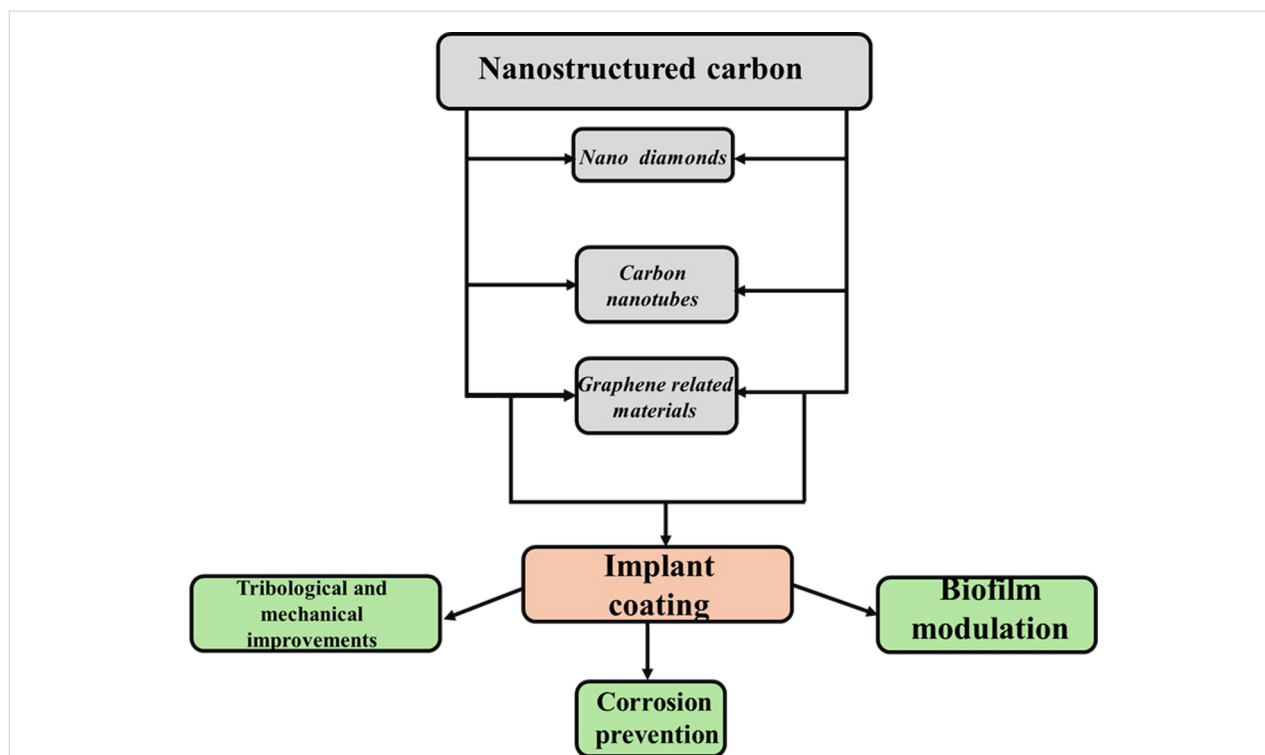 Nanostructured carbon
Nano diamonds
Carbon
nanotubes
Graphene related
materials
Implant
coating
Tribological and
mechanical
improvements
Biofilm
modulation
Corrosion
prevention